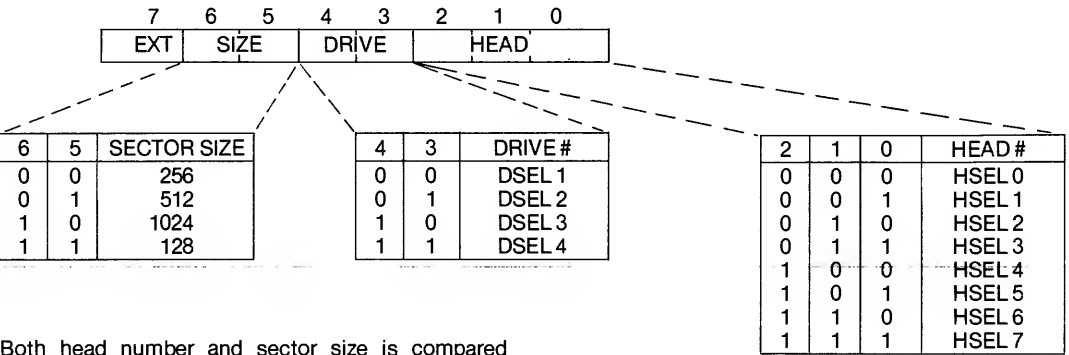 7 6 5 4 3 2 1 0
EXT SIZE DRIVE HEAD
6 5 SECTOR SIZE
0 0 256
0 1 512
1 0 1024
1 1 128
4 3 DRIVE #
0 0 DSEL 1
0 1 DSEL 2
1 0 DSEL 3
1 1 DSEL 4
2 1 0 HEAD #
0 0 0 HSEL 0
0 0 1 HSEL 1
0 1 0 HSEL 2
0 1 1 HSEL 3
1 0 0 HSEL 4
1 0 1 HSEL 5
1 1 0 HSEL 6
1 1 1 HSEL 7
Both head number and sector size is compared